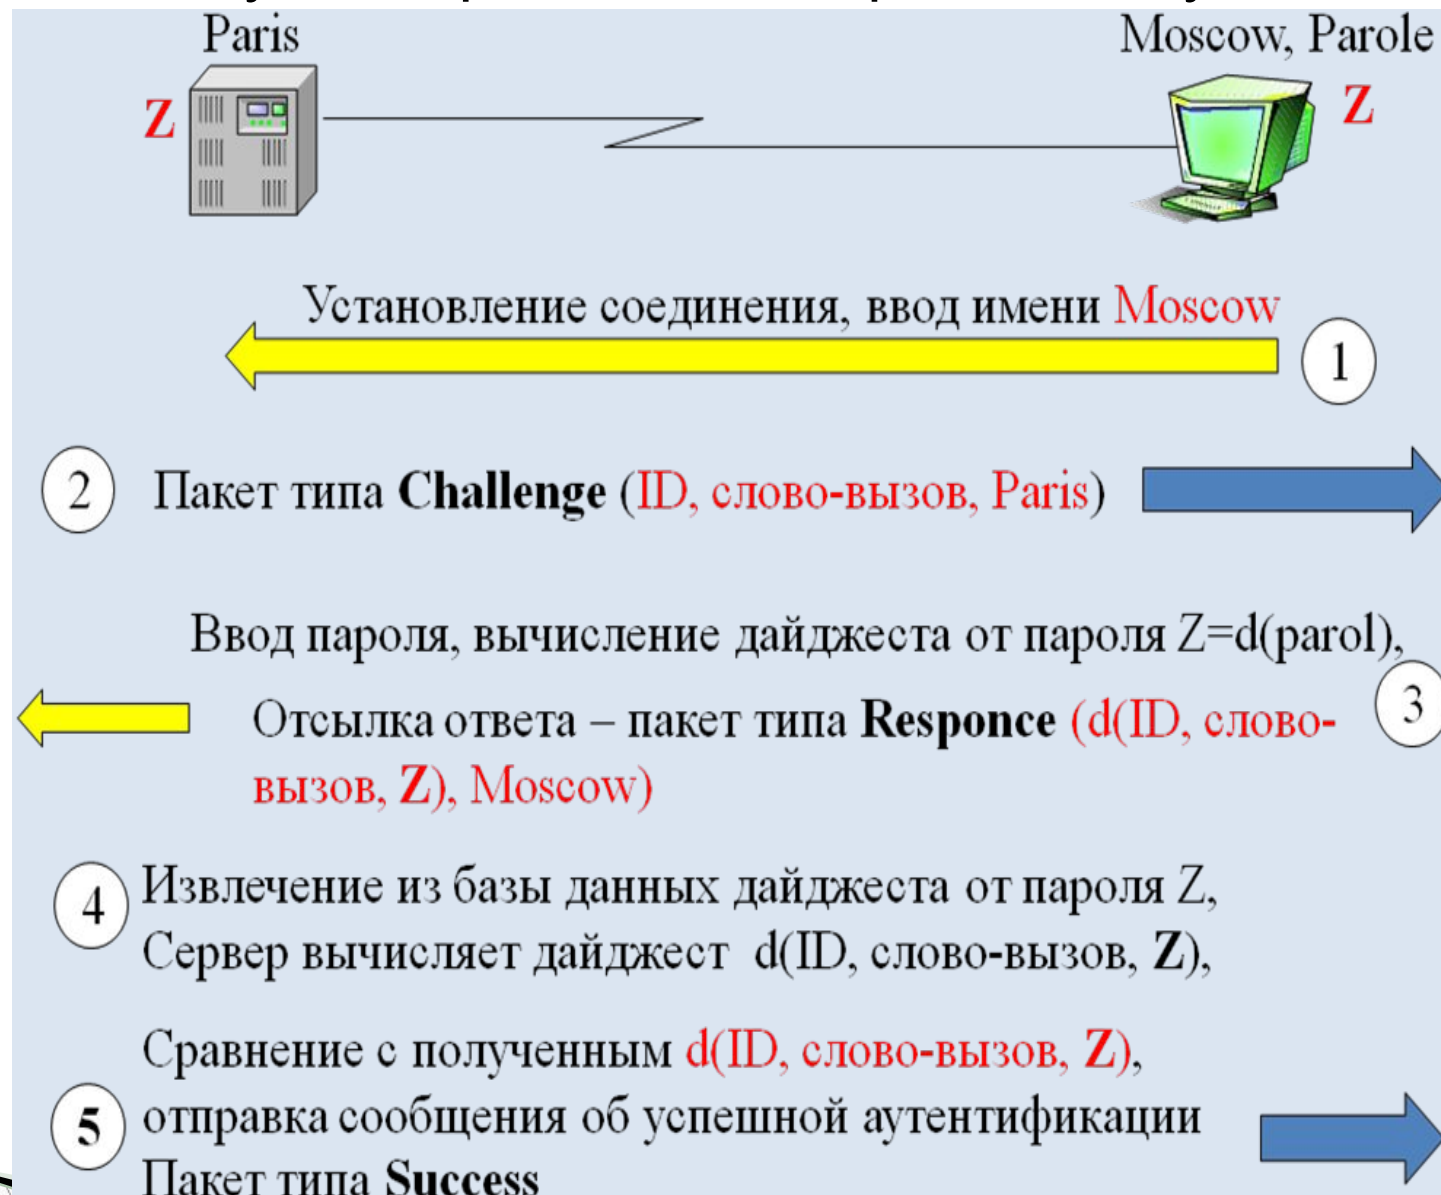 Paris
Moscow, Parole
Z
Z
Установление соединения, ввод имени Moscow
1
2
Пакет типа Challenge (ID, слово-вызов, Paris)
Ввод пароля, вычисление дайджеста от пароля Z=d(parol),
3
Отсылка ответа – пакет типа Responce (d(ID, слово-
вызов, Z), Moscow)
4
Извлечение из базы данных дайджеста от пароля Z,
Сервер вычисляет дайджест d(ID, слово-вызов, Z),
Сравнение с полученным d(ID, слово-вызов, Z),
5
отправка сообщения об успешной аутентификации
Пакет типа Success